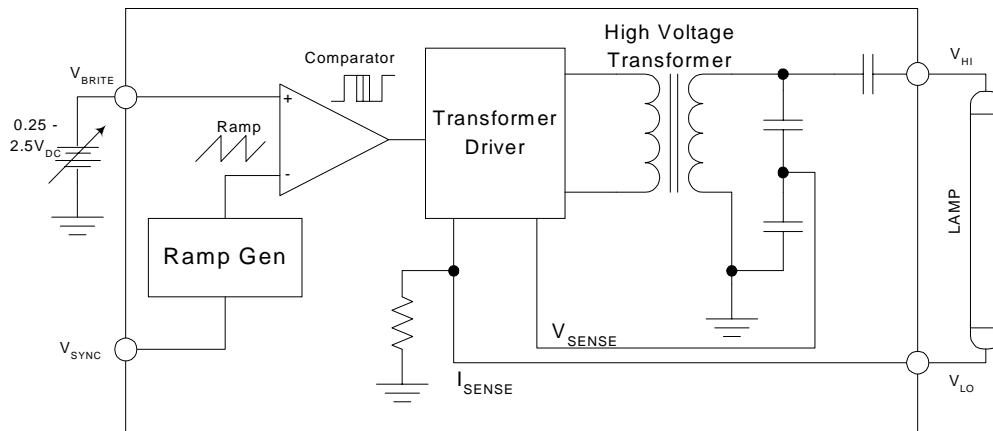 High Voltage
Transformer
V_HI
Comparator
V_BRITE
Transformer
Driver
+
Ramp
0.25 -
2.5V_DC
-
LAMP
Ramp Gen
V_SENSE
V_SYNC
I_SENSE
V_LO